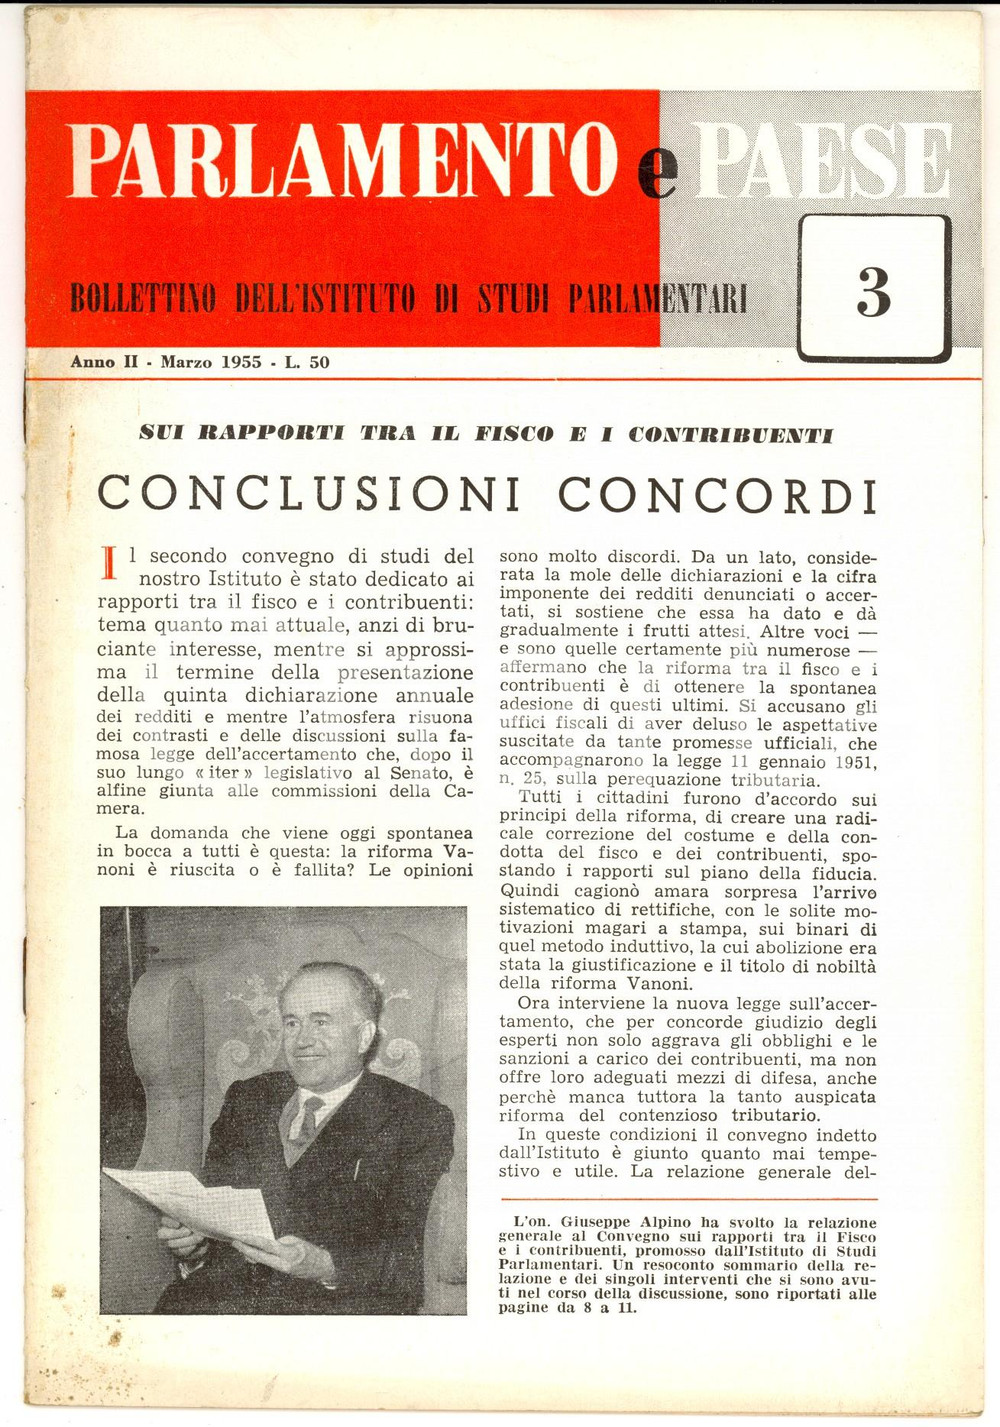 PARLAMENTO e PAESE
BOLLETTINO DELL'ISTITUTO DI STUDI PARLAMENTARI
3
Anno II - Marzo 1955 - L. 50
SUI RAPPORTI TRA IL FISCO E I CONTRIBUENTI
CONCLUSIONI CONCORDI
Il secondo convegno di studi del
nostro Istituto è stato dedicato ai
rapporti tra il fisco e i contribuenti:
tema quanto mai attuale, anzi di bru-
ciante interesse, mentre si approssi-
ma il termine della presentazione
della quinta dichiarazione annuale
dei redditi e mentre l'atmosfera risuona
dei contrasti e delle discussioni sulla fa-
mosa legge dell'accertamento che, dopo il
suo lungo « iter » legislativo al Senato, è
alfine giunta alle commissioni della Ca-
mera.
La domanda che viene oggi spontanea
in bocca a tutti è questa: la riforma Va-
noni è riuscita o è fallita? Le opinioni
sono molto discordi. Da un lato, conside-
rata la mole delle dichiarazioni e la cifra
imponente dei redditi denunciati o accer-
tati, si sostiene che essa ha dato e dà
gradualmente i frutti attesi. Altre voci —
e sono quelle certamente più numerose —
affermano che la riforma tra il fisco e i
contribuenti è di ottenere la spontanea
adesione di questi ultimi. Si accusano gli
uffici fiscali di aver deluso le aspettative
suscitate da tante promesse ufficiali, che
accompagnarono la legge 11 gennaio 1951,
n. 25, sulla perequazione tributaria.
Tutti i cittadini furono d'accordo sui
principi della riforma, di creare una radi-
cale correzione del costume e della con-
dotta del fisco e dei contribuenti, spo-
stando i rapporti sul piano della fiducia.
Quindi cagionò amara sorpresa l'arrivo
sistematico di rettifiche, con le solite mo-
tivazioni magari a stampa, sui binari di
quel metodo induttivo, la cui abolizione era
stata la giustificazione e il titolo di nobiltà
della riforma Vanoni.
Ora interviene la nuova legge sull'accer-
tamento, che per concorde giudizio degli
esperti non solo aggrava gli obblighi e le
sanzioni a carico dei contribuenti, ma non
offre loro adeguati mezzi di difesa, anche
perchè manca tuttora la tanto auspicata
riforma del contenzioso tributario.
In queste condizioni il convegno indetto
dall'Istituto è giunto quanto mai tempe-
stivo e utile. La relazione generale del-
L'on. Giuseppe Alpino ha svolto la relazione
generale al Convegno sui rapporti tra il Fisco
e i contribuenti, promosso dall'Istituto di Studi
Parlamentari. Un resoconto sommario della re-
lazione e dei singoli interventi che si sono avu-
ti nel corso della discussione, sono riportati alle
pagine da 8 a 11.